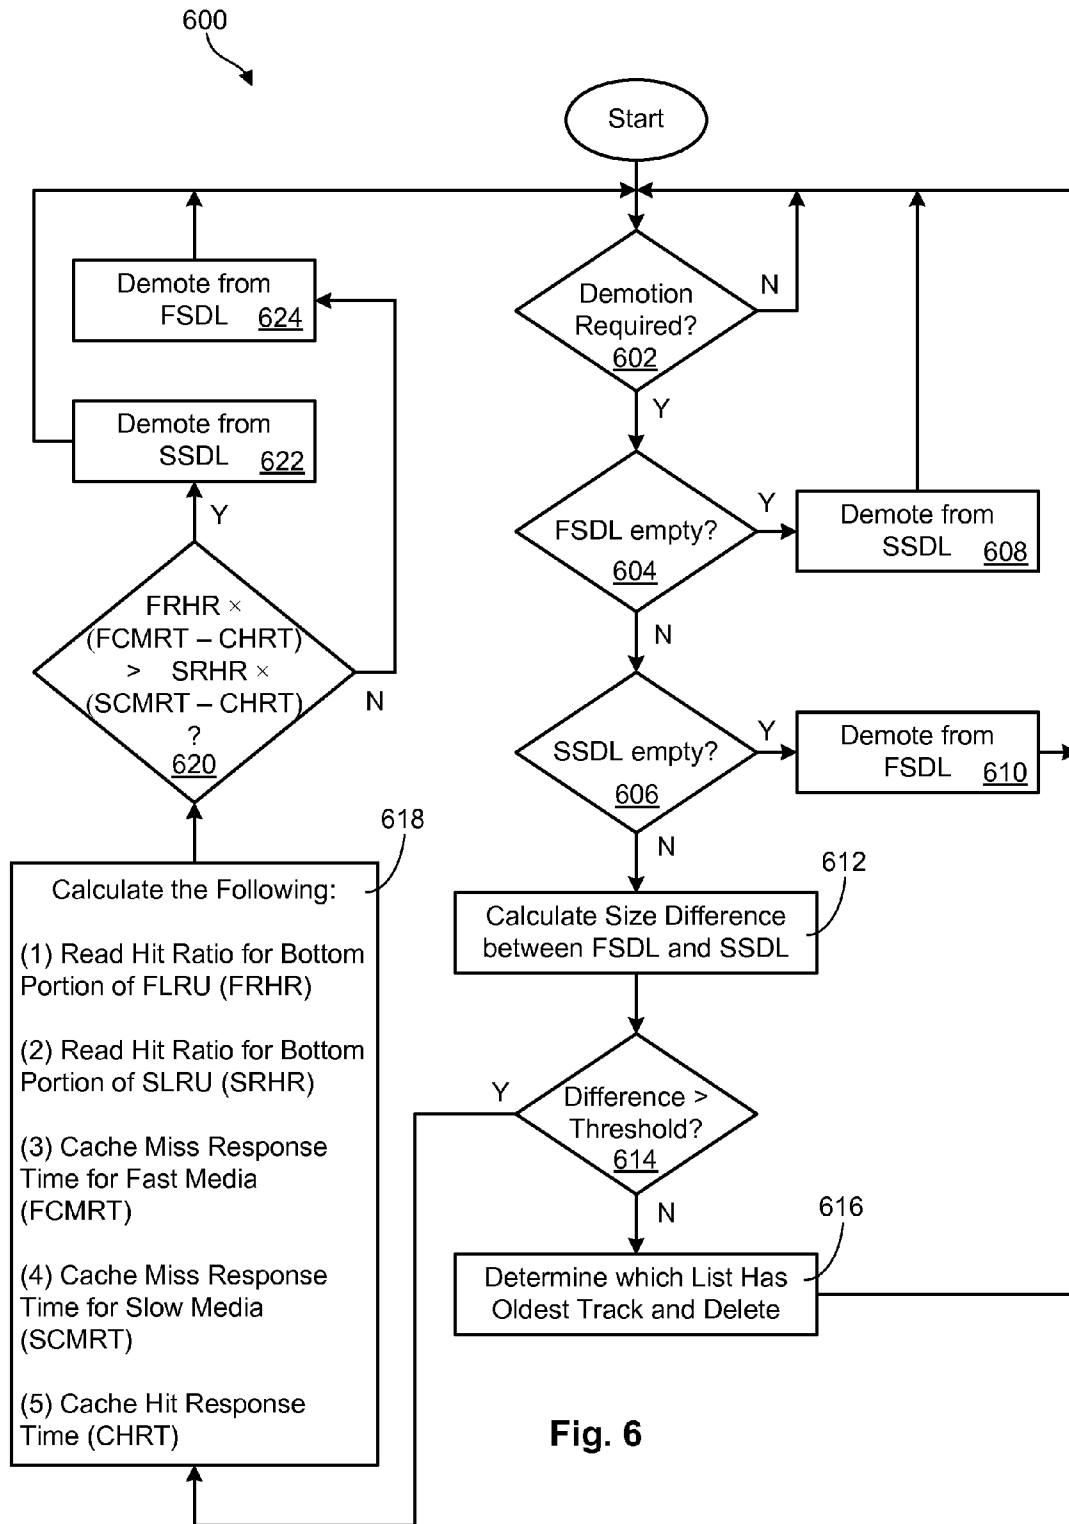 600
Start
Demotion
Required?
602
N
Y
FSDL empty?
604
Y
Demote from
SSDL 608
N
SSDL empty?
606
Y
Demote from
FSDL 610
N
612
Calculate Size Difference
between FSDL and SSDL
Difference >
Threshold?
614
Y
N
616
Determine which List Has
Oldest Track and Delete
618
Calculate the Following:
(1) Read Hit Ratio for Bottom
Portion of FLRU (FRHR)
(2) Read Hit Ratio for Bottom
Portion of SLRU (SRHR)
(3) Cache Miss Response
Time for Fast Media
(FCMRT)
(4) Cache Miss Response
Time for Slow Media
(SCMRT)
(5) Cache Hit Response
Time (CHRT)
FRHR ×
(FCMRT – CHRT)
> SRHR ×
(SCMRT – CHRT)
?
620
Y
N
Demote from
SSDL 622
Demote from
FSDL 624
Fig. 6